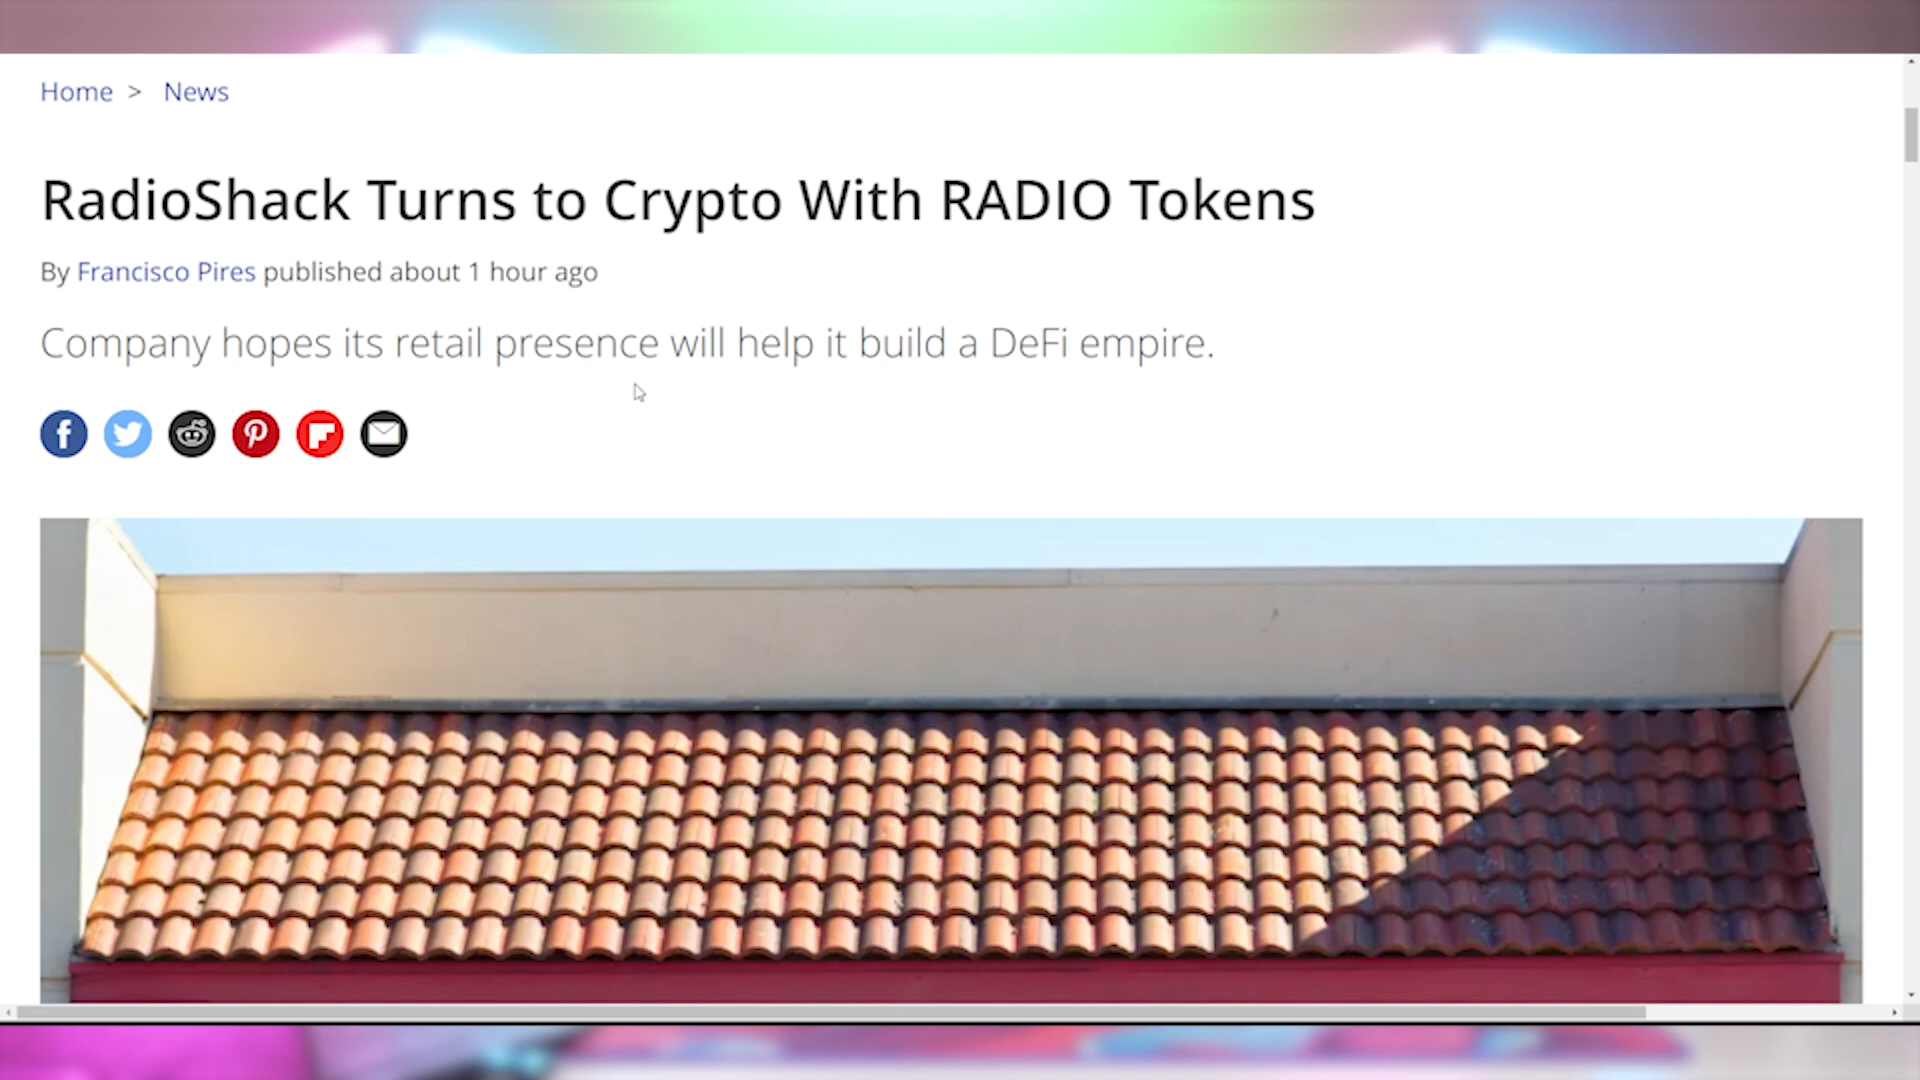 Home > News
RadioShack Turns to Crypto With RADIO Tokens
By Francisco Pires published about 1 hour ago
Company hopes its retail presence will help it build a DeFi empire.